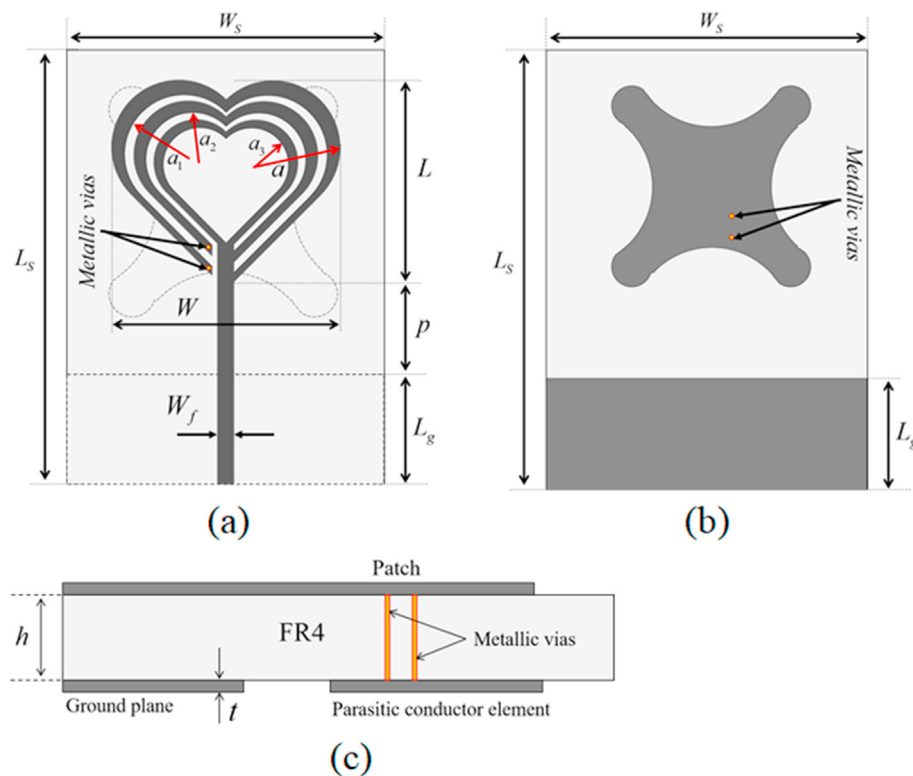 W_S
W_S
a_1
a_2
a_3
a
Metallic vias
L
L_S
W
p
W_f
L_g
(a)
Metallic vias
L_S
L_g
(b)
Patch
h
FR4
Metallic vias
Ground plane
t
Parasitic conductor element
(c)